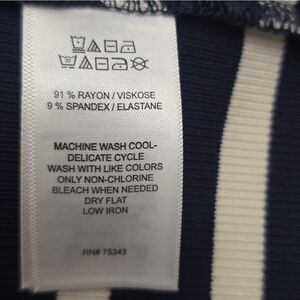 91 % RAYON / VISKOSE
9 % SPANDEX / ELASTANE
MACHINE WASH COOL-
DELICATE CYCLE
WASH WITH LIKE COLORS
ONLY NON-CHLORINE
BLEACH WHEN NEEDED
DRY FLAT
LOW IRON
RN# 75343